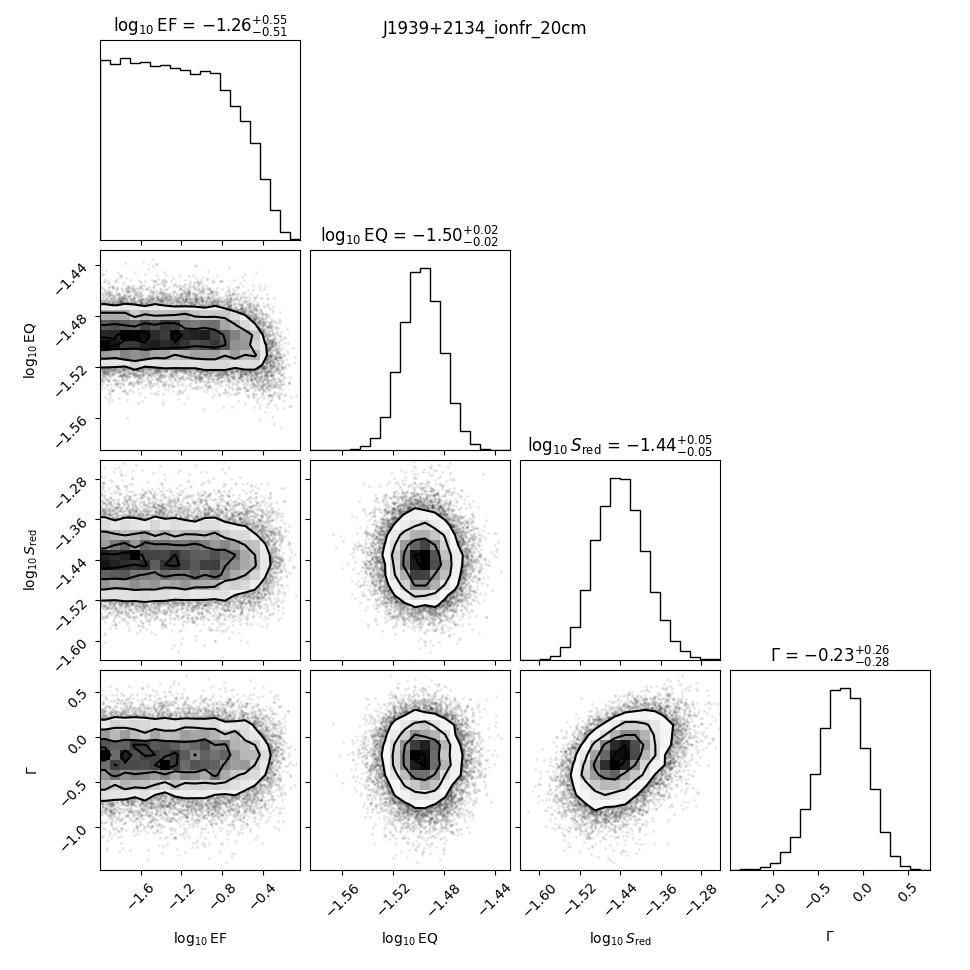 J1939+2134_ionfr_20cm
log₁₀ EF = −1.26 +0.55 −0.51
log₁₀ EQ = −1.50 +0.02 −0.02
−1.44
−1.48
−1.52
−1.56
log₁₀ EQ
log₁₀ S_red = −1.44 +0.05 −0.05
−1.28
−1.36
−1.44
−1.52
−1.60
log₁₀ S_red
Γ = −0.23 +0.26 −0.28
0.5
0.0
−0.5
−1.0
Γ
−1.6 −1.2 −0.8 −0.4
−1.56 −1.52 −1.48 −1.44
−1.60 −1.52 −1.44 −1.36 −1.28
−1.0 −0.5 0.0 0.5
log₁₀ EF
log₁₀ EQ
log₁₀ S_red
Γ